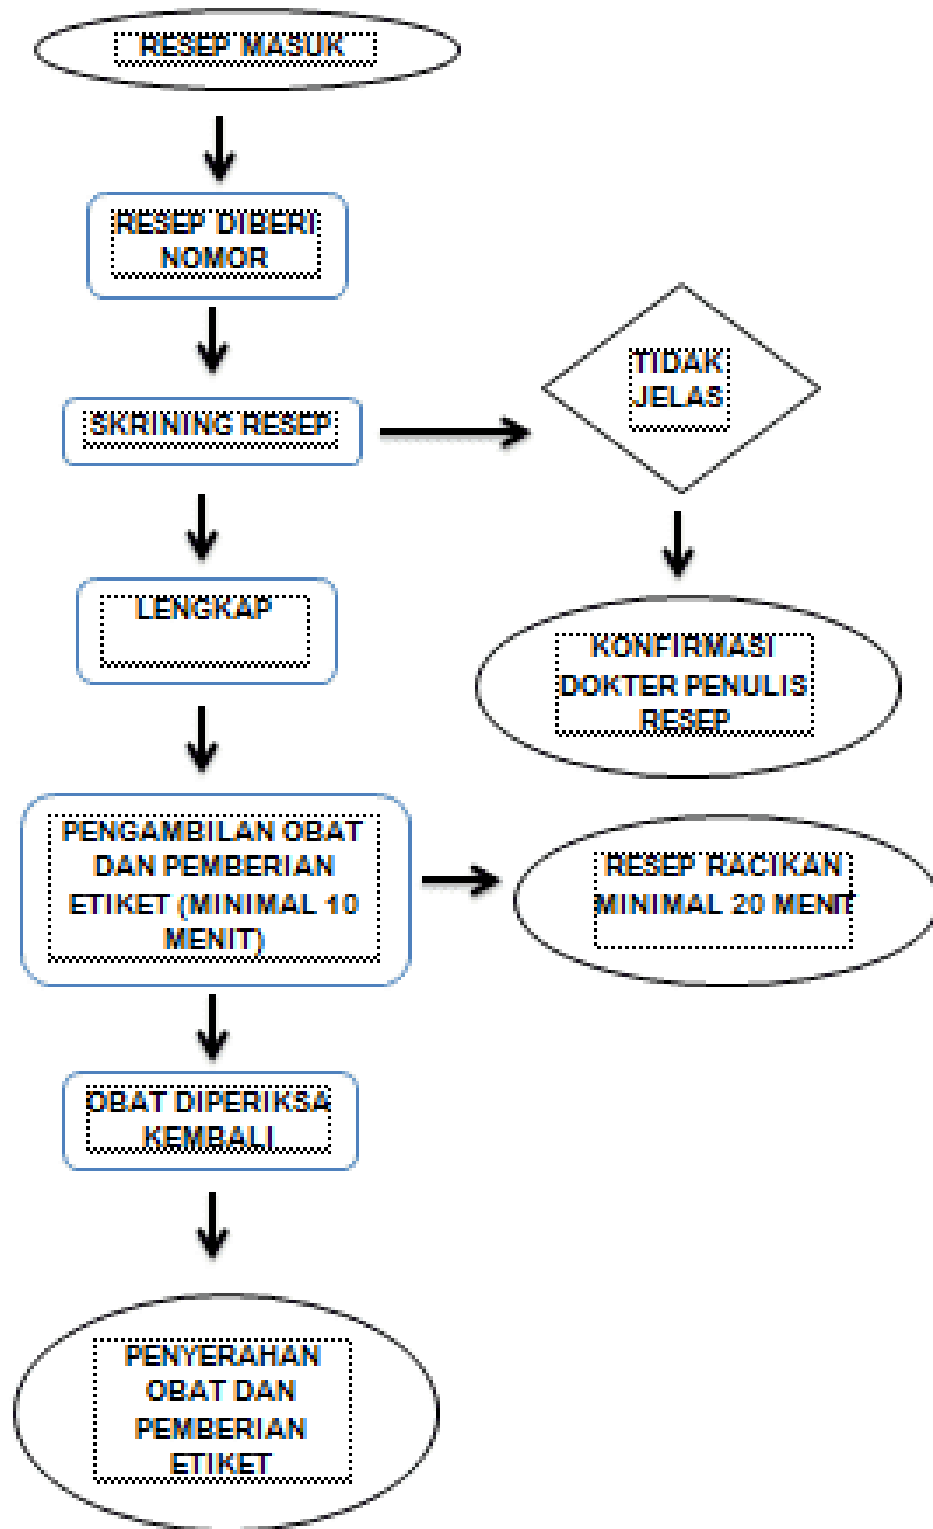 RESEP MASUK
RESEP DIBERI
NOMOR
SKRINING RESEP
TIDAK
JELAS
LENGKAP
KONFIRMASI
DOKTER PENULIS
RESEP
PENGAMBILAN OBAT
DAN PEMBERIAN
ETIKET (MINIMAL 10
MENIT)
RESEP RACIKAN
MINIMAL 20 MENIT
OBAT DIPERIKSA
KEMBALI
PENYERAHAN
OBAT DAN
PEMBERIAN
ETIKET